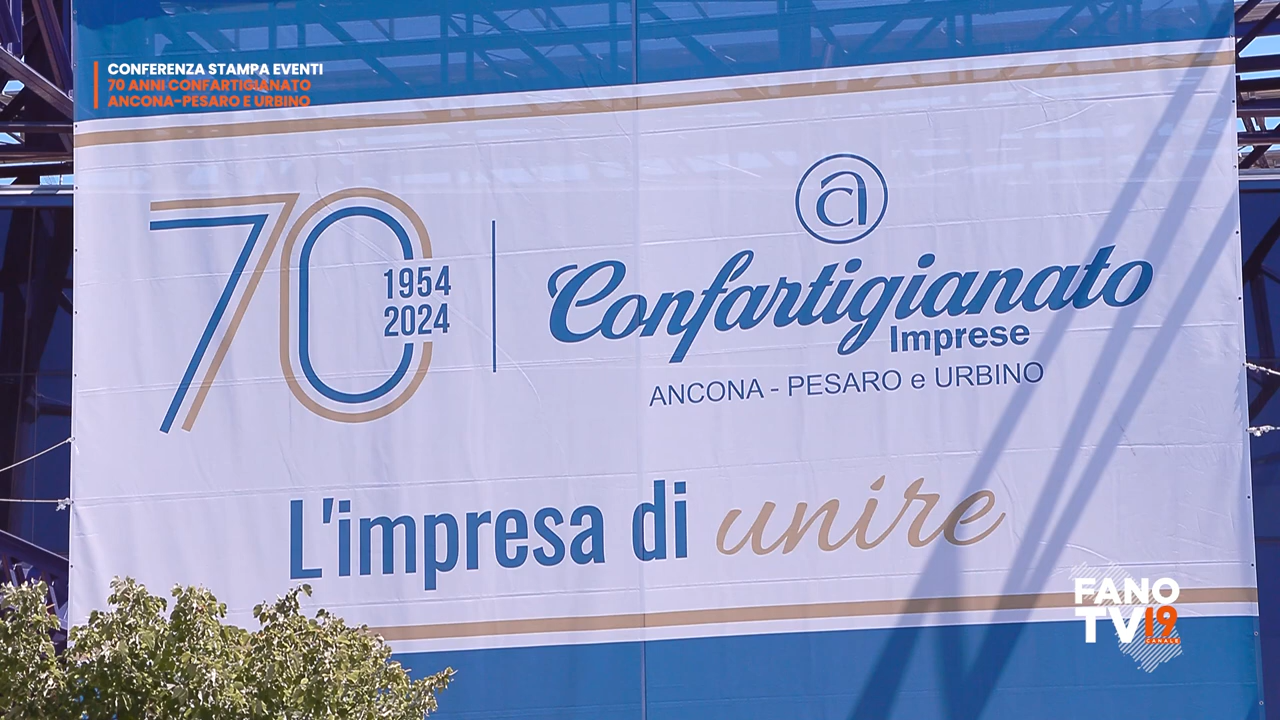 CONFERENZA STAMPA EVENTI
70 ANNI CONFARTIGIANATO
ANCONA-PESARO E URBINO
70
1954
2024
a
Confartigianato
Imprese
ANCONA - PESARO e URBINO
L'impresa di unire
FANO
TV19
CANALE